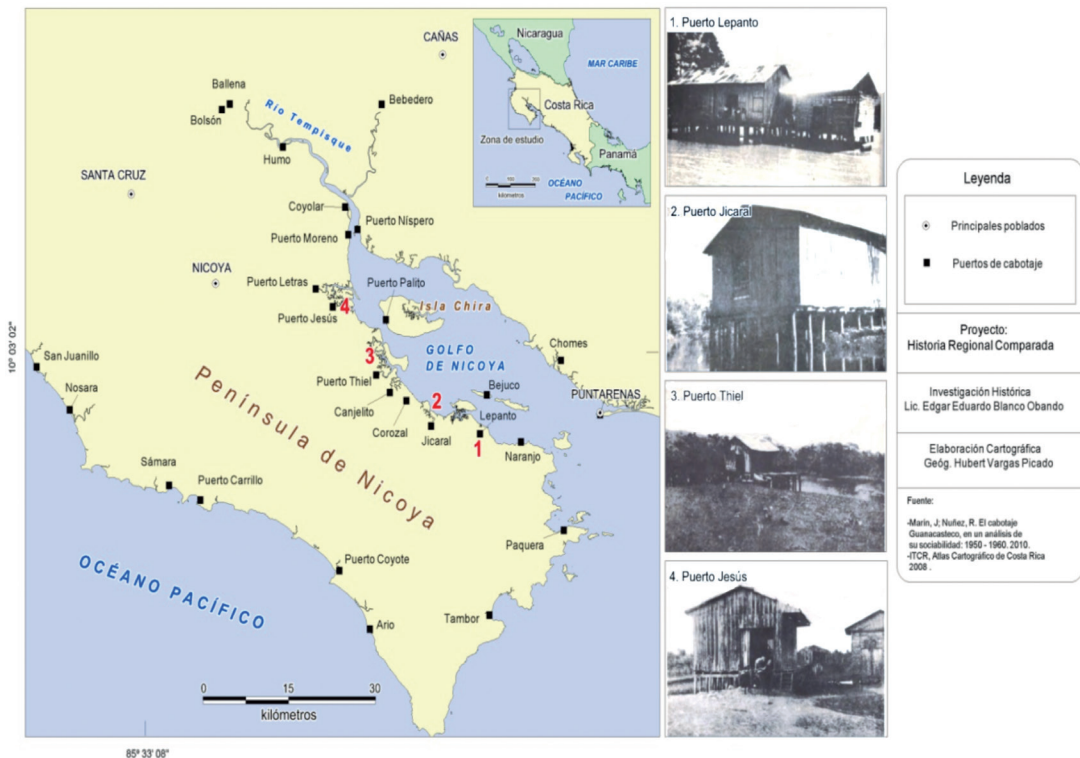 CAÑAS
Ballena
Bolsón
Bebedero
Río Tempisque
Humo
SANTA CRUZ
Coyolar
Puerto Níspero
Puerto Moreno
NICOYA
Puerto Letras
Puerto Palito
Isla Chira
4
Puerto Jesús
10º 03' 02"
San Juanillo
GOLFO
DE NICOYA
Chomes
3
Nosara
Península de Nicoya
Puerto Thiel
Bejuco
PUNTARENAS
Canjelito
2
Lepanto
Corozal
Jicaral
1
Naranjo
Sámara
Puerto Carrillo
Paquera
Puerto Coyote
OCÉANO PACÍFICO
Tambor
Ario
0 15 30
kilómetros
85º 33' 08"
Nicaragua
MAR CARIBE
Costa Rica
Zona de estudio
Panamá
OCÉANO
PACÍFICO
kilómetros
1. Puerto Lepanto
2. Puerto Jicaral
3. Puerto Thiel
4. Puerto Jesús
Leyenda
Principales poblados
Puertos de cabotaje
Proyecto:
Historia Regional Comparada
Investigación Histórica
Lic. Edgar Eduardo Blanco Obando
Elaboración Cartográfica
Geóg. Hubert Vargas Picado
Fuente:
-Marín, J; Nuñez, R. El cabotaje
Guanacasteco, en un análisis de
su sociabilidad: 1950 - 1960. 2010.
-ITCR, Atlas Cartográfico de Costa Rica
2008 .